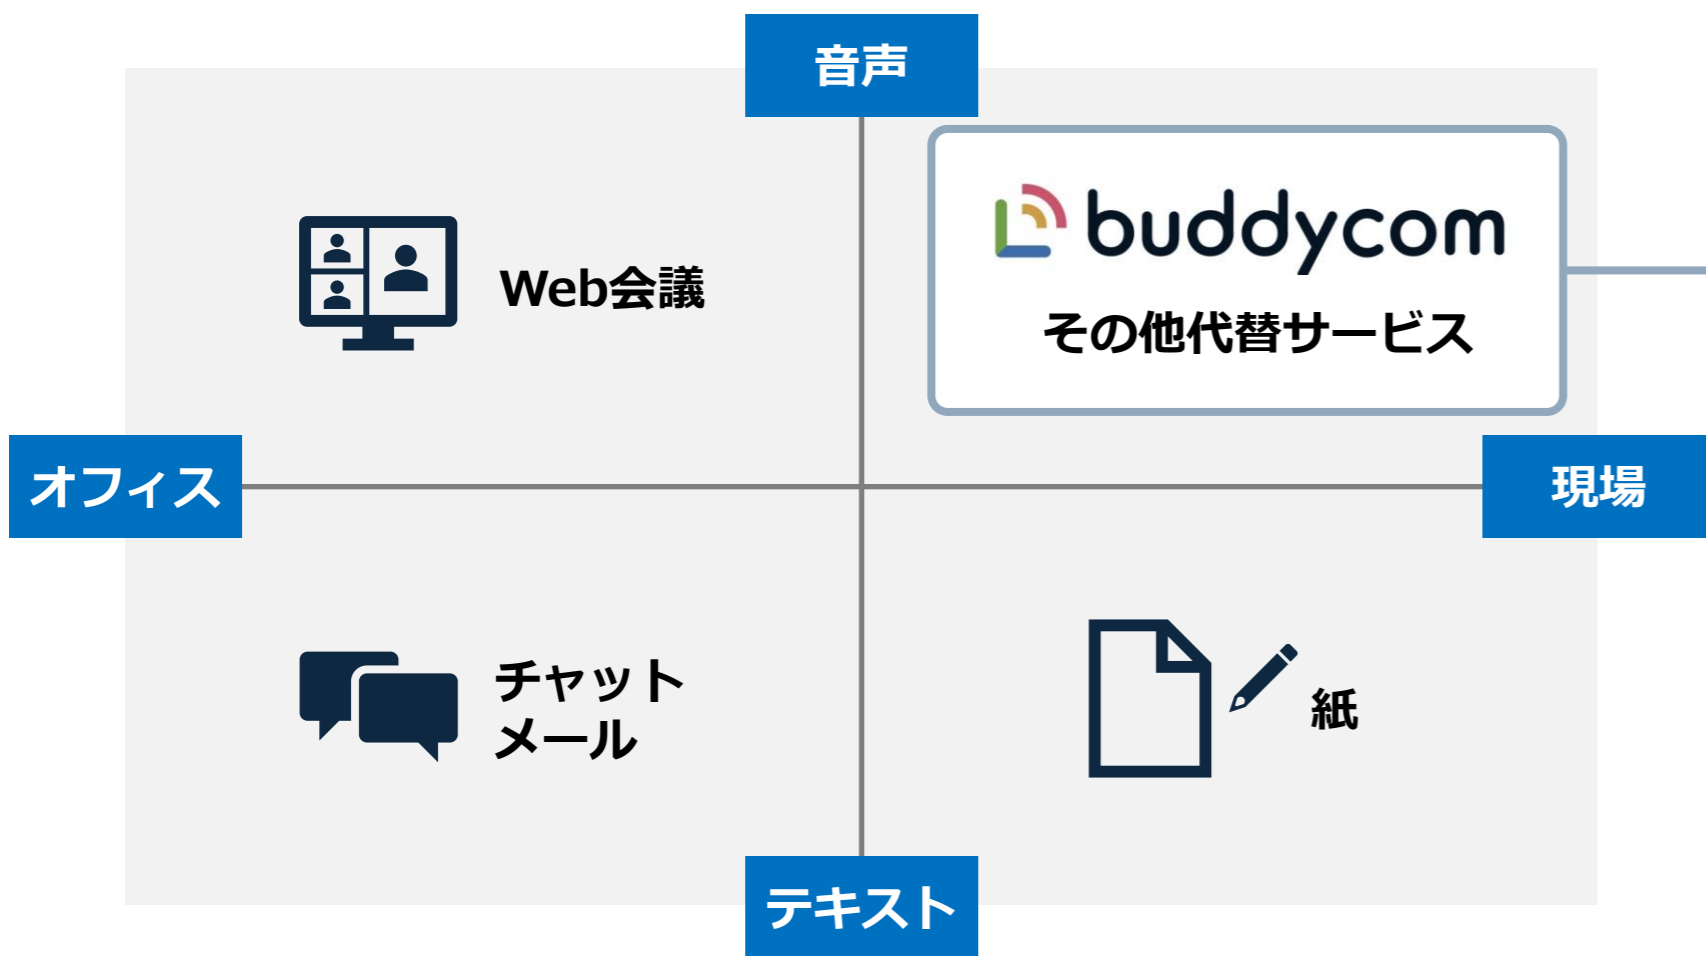 音声
buddycom
その他代替サービス
Web会議
オフィス
現場
チャット
メール
紙
テキスト